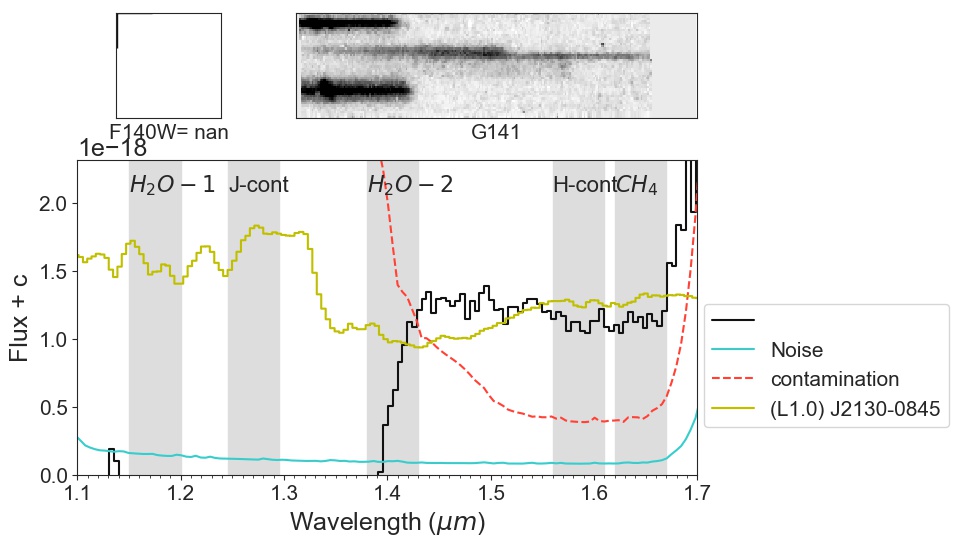 F140W= nan
G141
1e−18
H₂O − 1
J-cont
H₂O − 2
H-cont
CH₄
2.0
1.5
1.0
0.5
0.0
Flux + c
1.1
1.2
1.3
1.4
1.5
1.6
1.7
Wavelength (μm)
Noise
contamination
(L1.0) J2130-0845